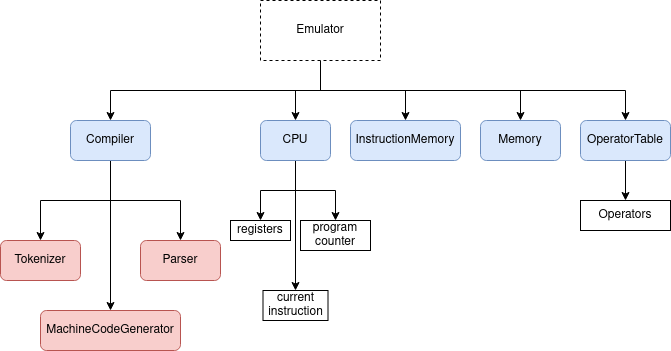 Emulator
Compiler
CPU
InstructionMemory
Memory
OperatorTable
registers
program
counter
Operators
Tokenizer
Parser
current
instruction
MachineCodeGenerator